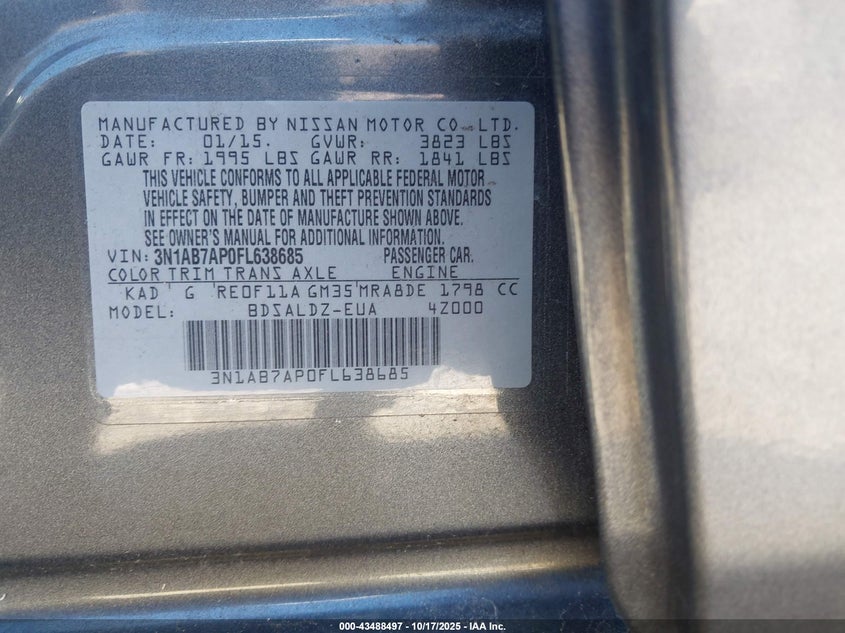 MANUFACTURED BY NISSAN MOTOR CO., LTD.
DATE: 01/15. GVWR: 3823 LBS
GAWR FR: 1995 LBS GAWR RR: 1841 LBS
THIS VEHICLE CONFORMS TO ALL APPLICABLE FEDERAL MOTOR
VEHICLE SAFETY, BUMPER AND THEFT PREVENTION STANDARDS
IN EFFECT ON THE DATE OF MANUFACTURE SHOWN ABOVE.
SEE OWNER'S MANUAL FOR ADDITIONAL INFORMATION.
VIN: 3N1AB7AP0FL638685 PASSENGER CAR.
COLOR TRIM TRANS AXLE ENGINE
KAD G RE0F11A GM35 MRA8DE 1798 CC
MODEL: BDSALDZ-EUA 4Z000
3N1AB7AP0FL638685
000-43488497 - 10/17/2025 - IAA Inc.